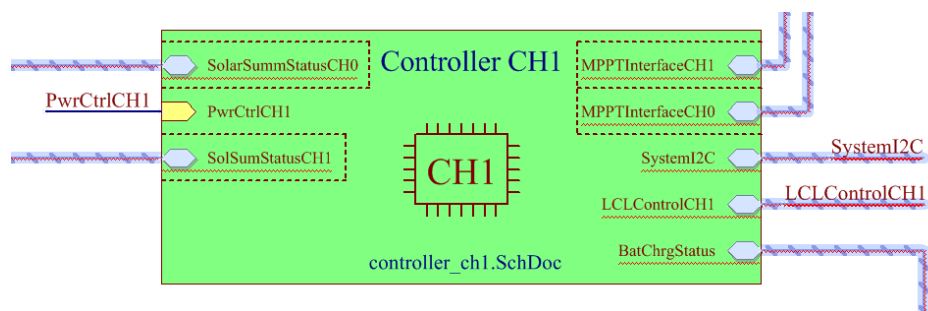 Controller CH1
SolarSummStatusCH0
PwrCtrlCH1
PwrCtrlCH1
SolSumStatusCH1
CH1
MPPTInterfaceCH1
MPPTInterfaceCH0
SystemI2C
SystemI2C
LCLControlCH1
LCLControlCH1
BatChrgStatus
controller_ch1.SchDoc